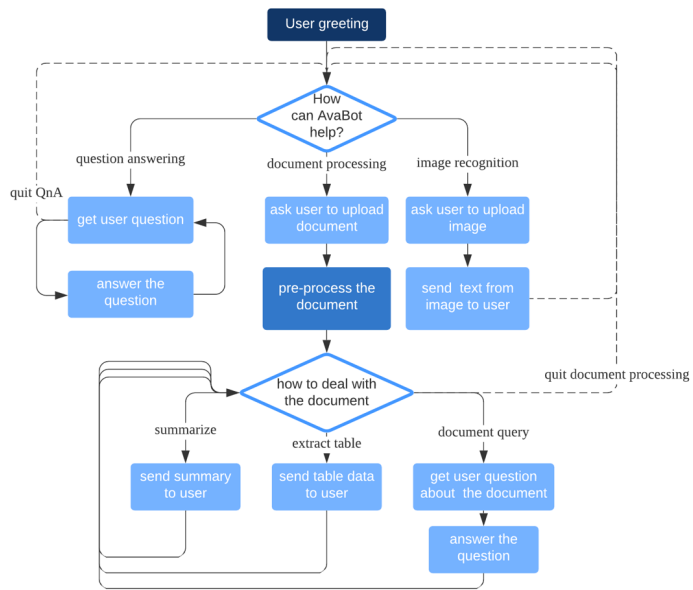 User greeting
How
can AvaBot
help?
question answering
document processing
image recognition
quit QnA
get user question
ask user to upload
document
ask user to upload
image
answer the
question
pre-process the
document
send text from
image to user
how to deal with
the document
quit document processing
summarize
extract table
document query
send summary
to user
send table data
to user
get user question
about the document
answer the
question